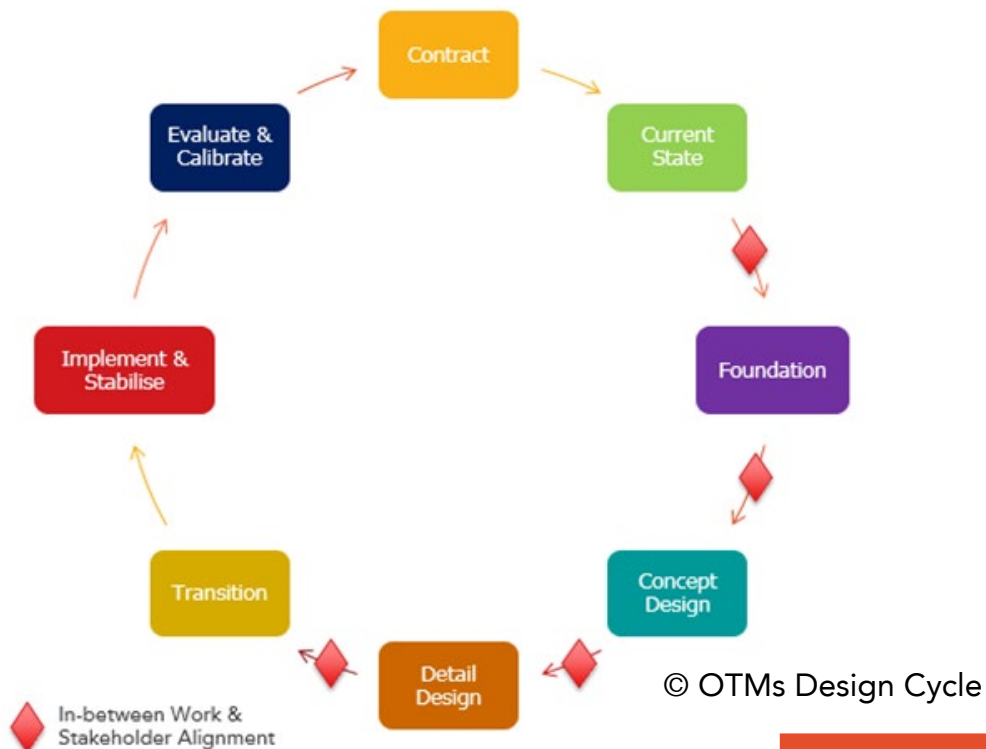 Contract
Current
State
Foundation
Concept
Design
Detail
Design
Transition
Implement &
Stabilise
Evaluate &
Calibrate
© OTMs Design Cycle
In-between Work &
Stakeholder Alignment